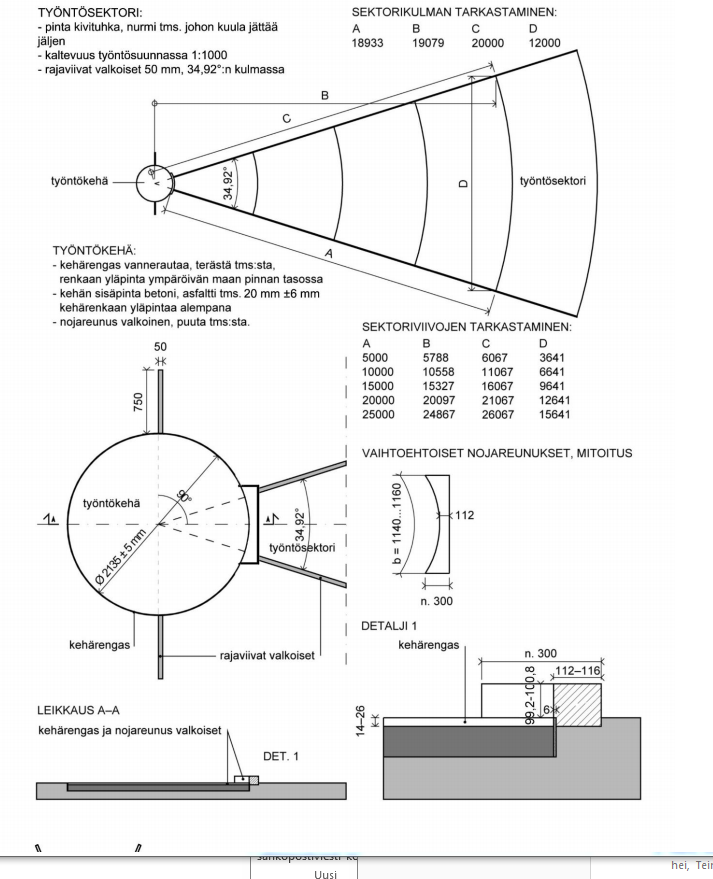 TYÖNTÖSEKTORI:
- pinta kivituhka, nurmi tms. johon kuula jättää
jäljen
- kaltevuus työntösuunnassa 1:1000
- rajaviivat valkoiset 50 mm, 34,92°:n kulmassa
SEKTORIKULMAN TARKASTAMINEN:
A B C D
18933 19079 20000 12000
B
C
työntökehä
34,92°
D
työntösektori
A
TYÖNTÖKEHÄ:
- kehärengas vannerautaa, terästä tms:sta,
renkaan yläpinta ympäröivän maan pinnan tasossa
- kehän sisäpinta betoni, asfaltti tms. 20 mm ±6 mm
kehärenkaan yläpintaa alempana
- nojareunus valkoinen, puuta tms:sta.
SEKTORIVIIVOJEN TARKASTAMINEN:
A B C D
5000 5788 6067 3641
10000 10558 11067 6641
15000 15327 16067 9641
20000 20097 21067 12641
25000 24867 26067 15641
50
750
työntökehä
90°
Ø 2135 ± 5 mm
A
A
34,92°
työntösektori
kehärengas
rajaviivat valkoiset
VAIHTOEHTOISET NOJAREUNUKSET, MITOITUS
b = 1140...1160
112
n. 300
DETALJI 1
kehärengas
n. 300
112–116
99,2-100,8
6
14–26
LEIKKAUS A–A
kehärengas ja nojareunus valkoiset
DET. 1
Uusi
hei, Tei